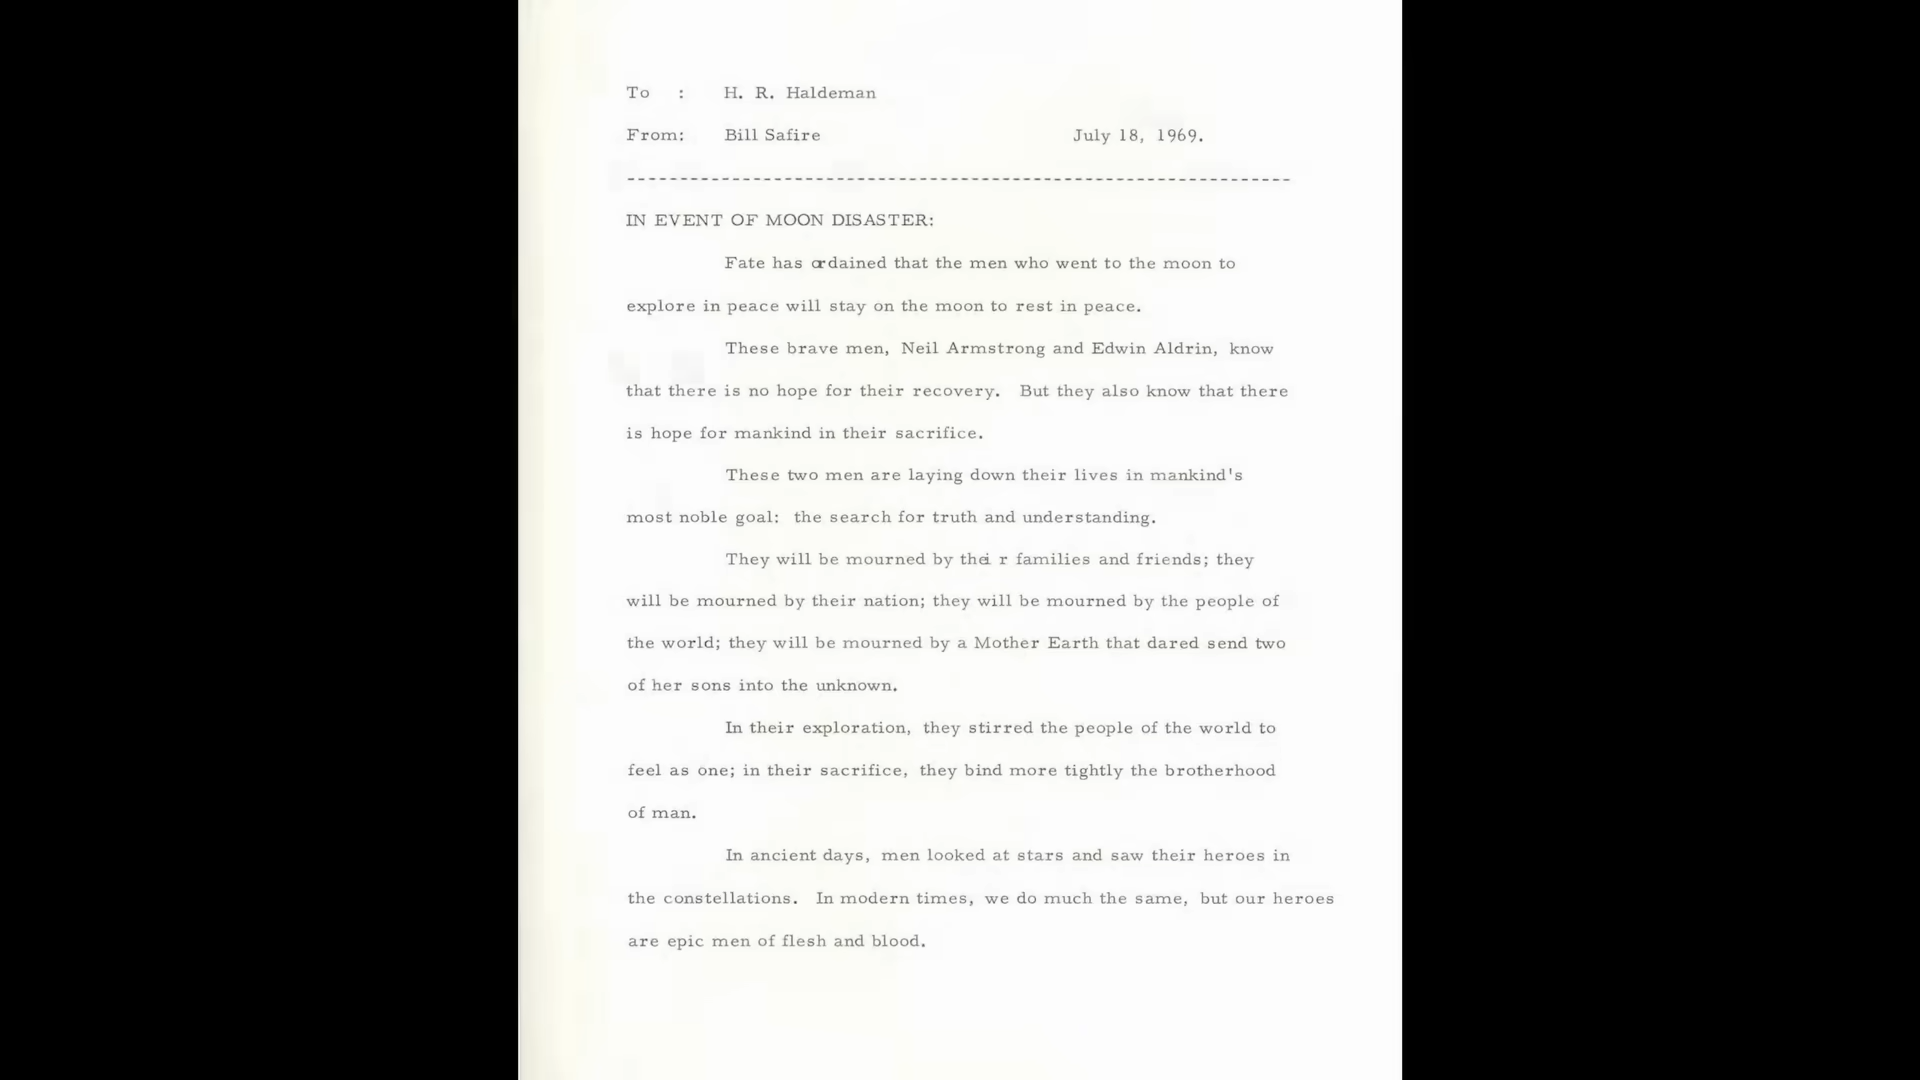 To : H. R. Haldeman
From: Bill Safire July 18, 1969.
--------------------------------------------------------------
IN EVENT OF MOON DISASTER:
Fate has ordained that the men who went to the moon to
explore in peace will stay on the moon to rest in peace.
These brave men, Neil Armstrong and Edwin Aldrin, know
that there is no hope for their recovery. But they also know that there
is hope for mankind in their sacrifice.
These two men are laying down their lives in mankind's
most noble goal: the search for truth and understanding.
They will be mourned by thei r families and friends; they
will be mourned by their nation; they will be mourned by the people of
the world; they will be mourned by a Mother Earth that dared send two
of her sons into the unknown.
In their exploration, they stirred the people of the world to
feel as one; in their sacrifice, they bind more tightly the brotherhood
of man.
In ancient days, men looked at stars and saw their heroes in
the constellations. In modern times, we do much the same, but our heroes
are epic men of flesh and blood.